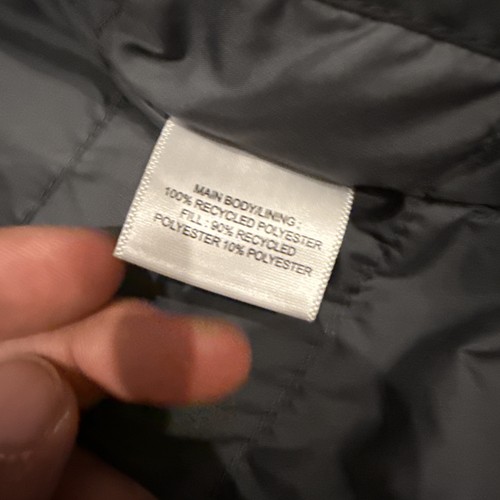 MAIN BODY/LINING :
100% RECYCLED POLYESTER
FILL : 90% RECYCLED
POLYESTER 10% POLYESTER